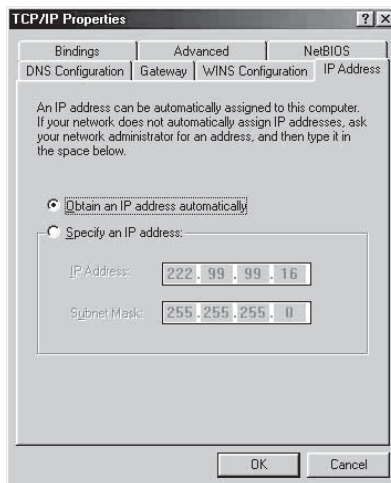 TCP/IP Properties
Bindings Advanced NetBIOS
DNS Configuration Gateway WINS Configuration IP Address
An IP address can be automatically assigned to this computer.
If your network does not automatically assign IP addresses, ask
your network administrator for an address, and then type it in
the space below.
Obtain an IP address automatically
Specify an IP address:
IP Address: 222 . 99 . 99 . 16
Subnet Mask: 255 . 255 . 255 . 0
OK Cancel